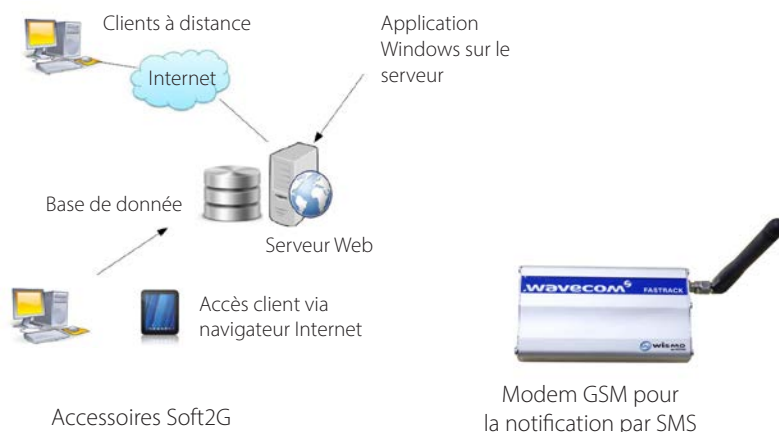 Clients à distance
Internet
Application
Windows sur le
serveur
Base de donnée
Serveur Web
Accès client via
navigateur Internet
wavecom
FASTRACK
wismo
Accessoires Soft2G
Modem GSM pour
la notification par SMS